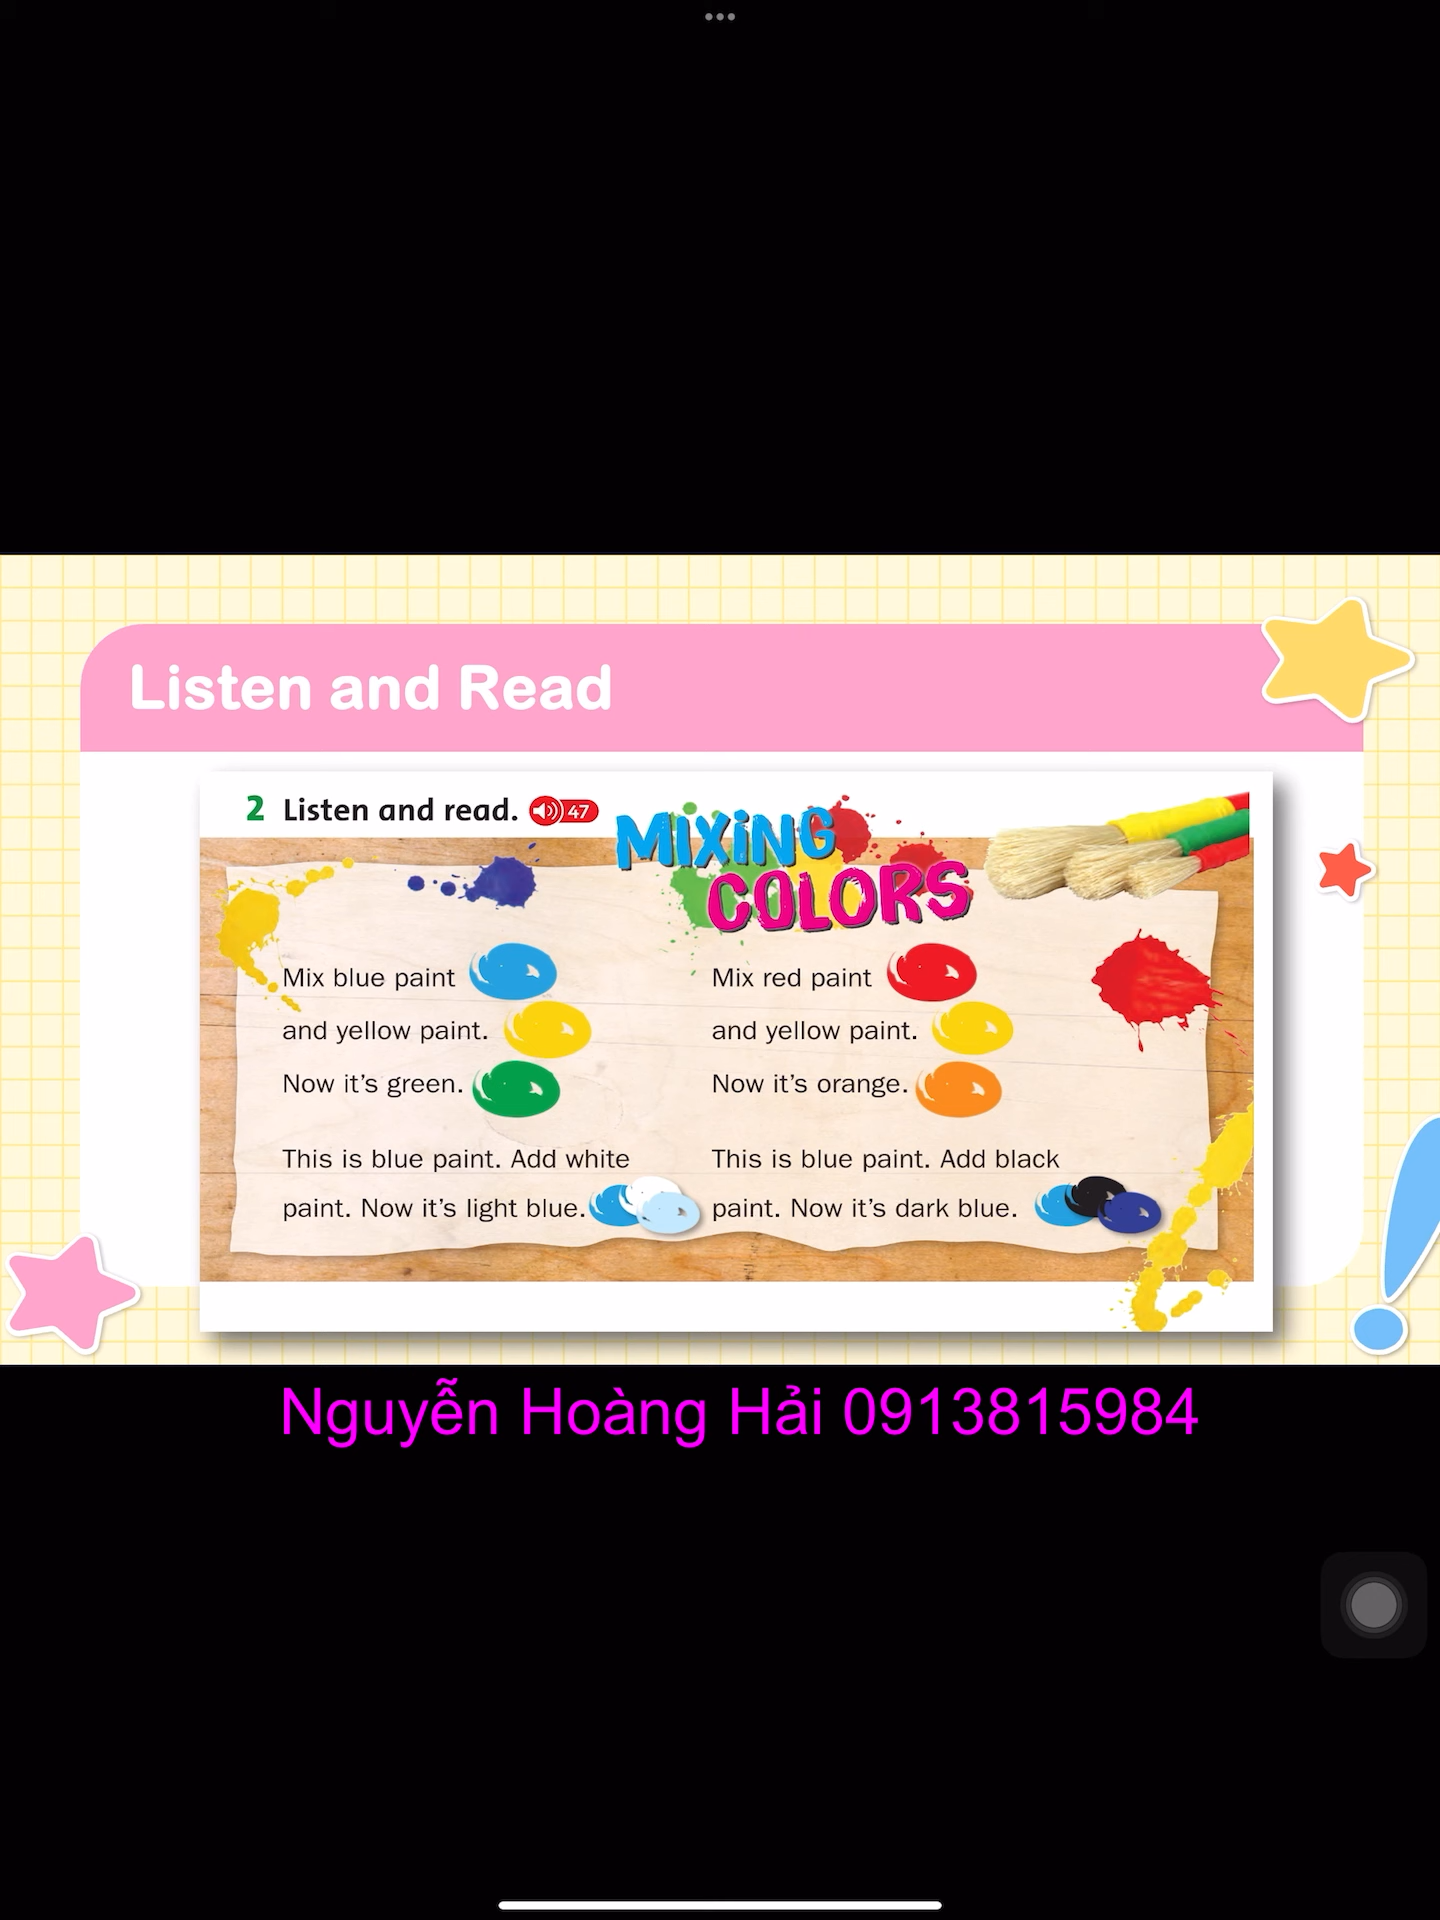 Listen and Read
2 Listen and read. 47
MIXING
COLORS
Mix blue paint
and yellow paint.
Now it's green.
This is blue paint. Add white
paint. Now it's light blue.
Mix red paint
and yellow paint.
Now it's orange.
This is blue paint. Add black
paint. Now it's dark blue.
Nguyễn Hoàng Hải 0913815984